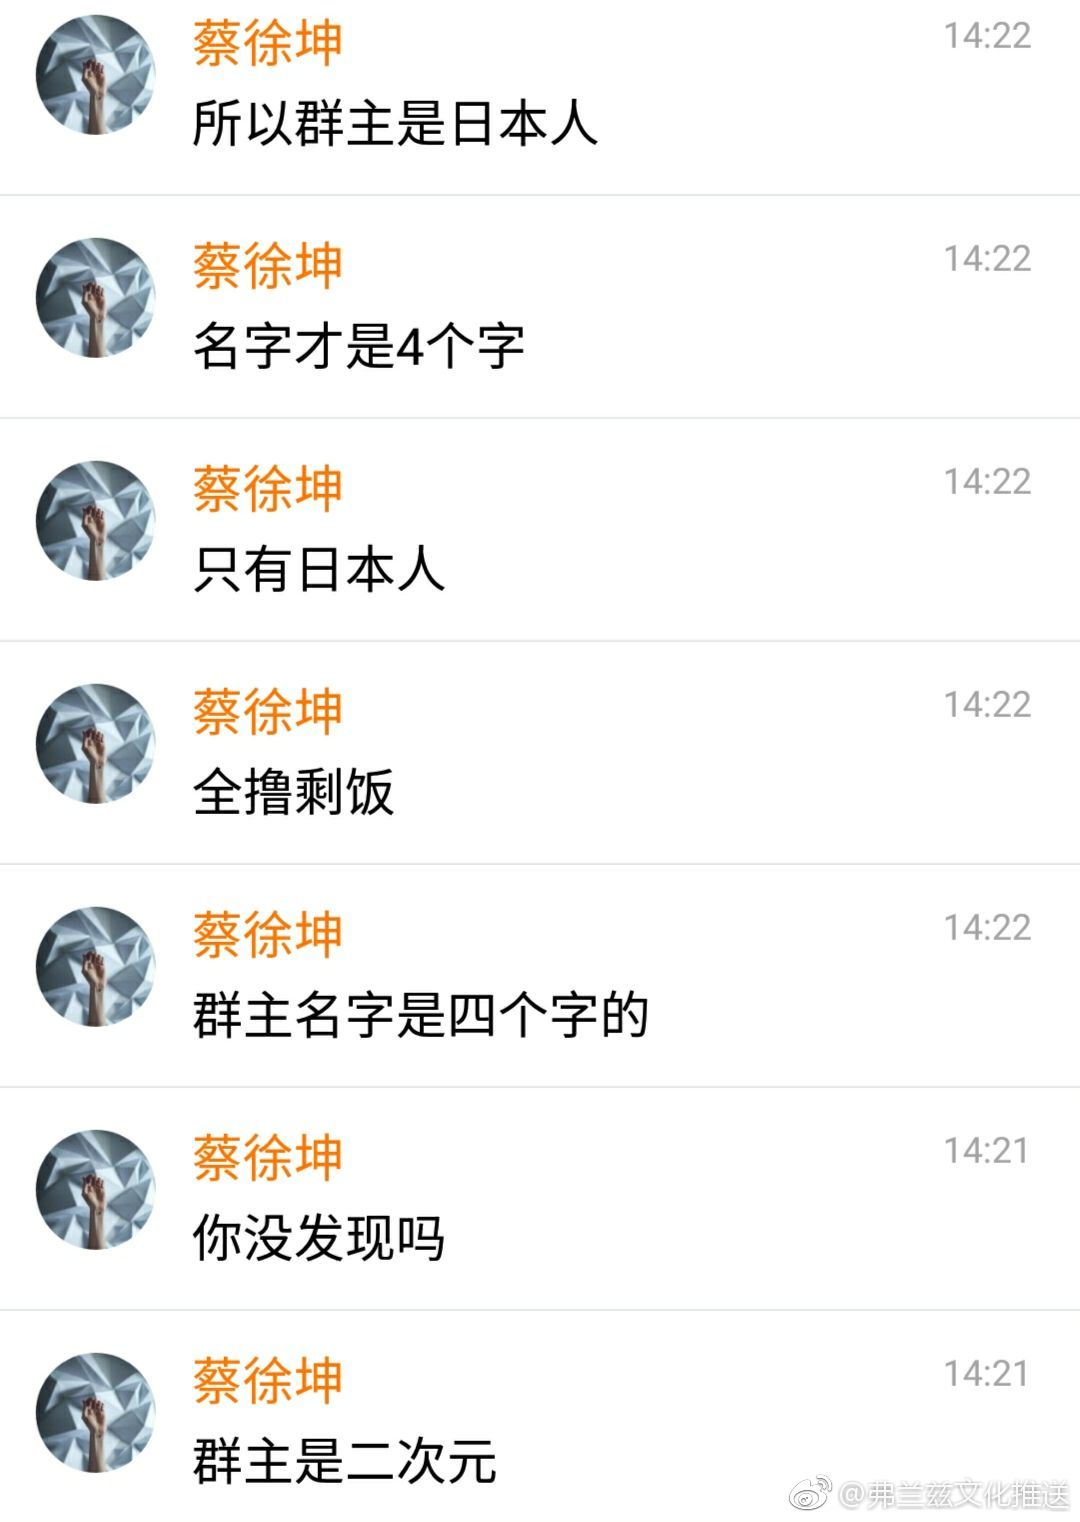 蔡徐坤 14:22
所以群主是日本人
蔡徐坤 14:22
名字才是4个字
蔡徐坤 14:22
只有日本人
蔡徐坤 14:22
全撸剩饭
蔡徐坤 14:22
群主名字是四个字的
蔡徐坤 14:21
你没发现吗
蔡徐坤 14:21
群主是二次元
@弗兰兹文化推送